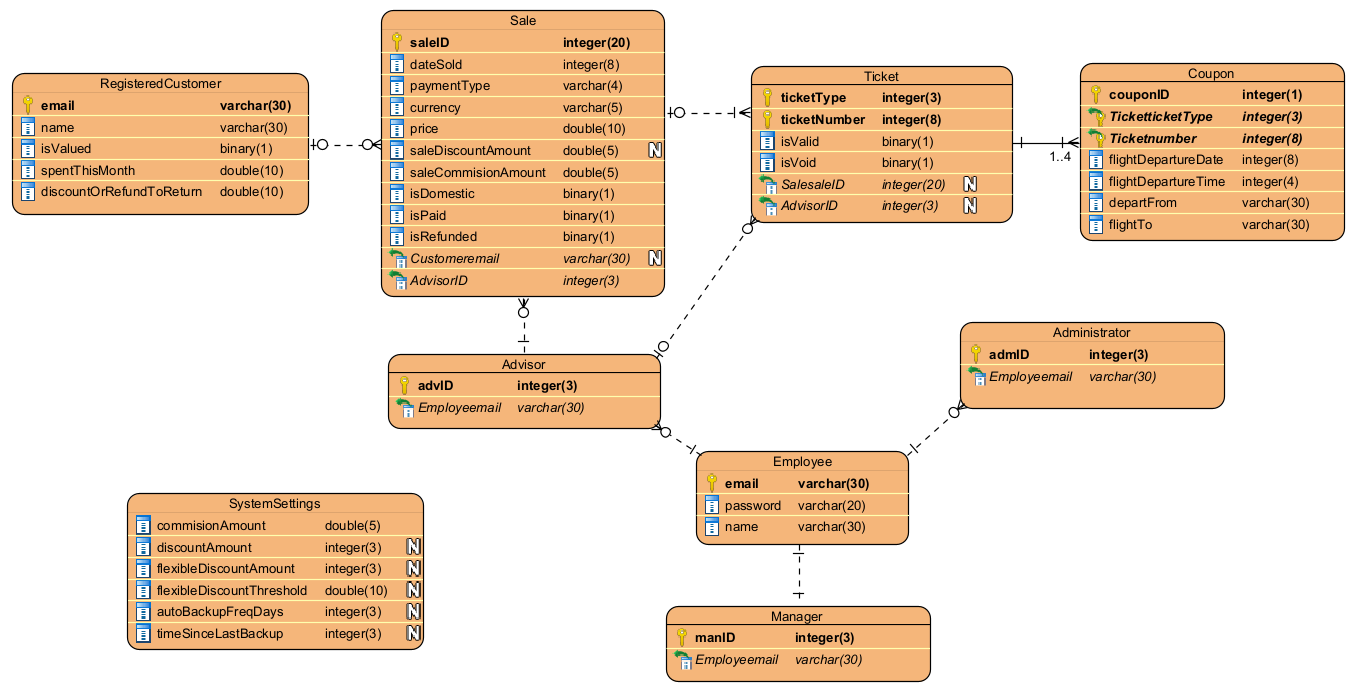 Sale
saleID integer(20)
dateSold integer(8)
paymentType varchar(4)
currency varchar(5)
price double(10)
saleDiscountAmount double(5) N
saleCommisionAmount double(5)
isDomestic binary(1)
isPaid binary(1)
isRefunded binary(1)
Customeremail varchar(30) N
AdvisorID integer(3)
RegisteredCustomer
email varchar(30)
name varchar(30)
isValued binary(1)
spentThisMonth double(10)
discountOrRefundToReturn double(10)
Ticket
ticketType integer(3)
ticketNumber integer(8)
isValid binary(1)
isVoid binary(1)
SalesaleID integer(20) N
AdvisorID integer(3) N
Coupon
couponID integer(1)
TicketticketType integer(3)
Ticketnumber integer(8)
flightDepartureDate integer(8)
flightDepartureTime integer(4)
departFrom varchar(30)
flightTo varchar(30)
1..4
Advisor
advID integer(3)
Employeemail varchar(30)
Administrator
admID integer(3)
Employeemail varchar(30)
Employee
email varchar(30)
password varchar(20)
name varchar(30)
SystemSettings
commisionAmount double(5)
discountAmount integer(3) N
flexibleDiscountAmount integer(3) N
flexibleDiscountThreshold double(10) N
autoBackupFreqDays integer(3) N
timeSinceLastBackup integer(3) N
Manager
manID integer(3)
Employeemail varchar(30)